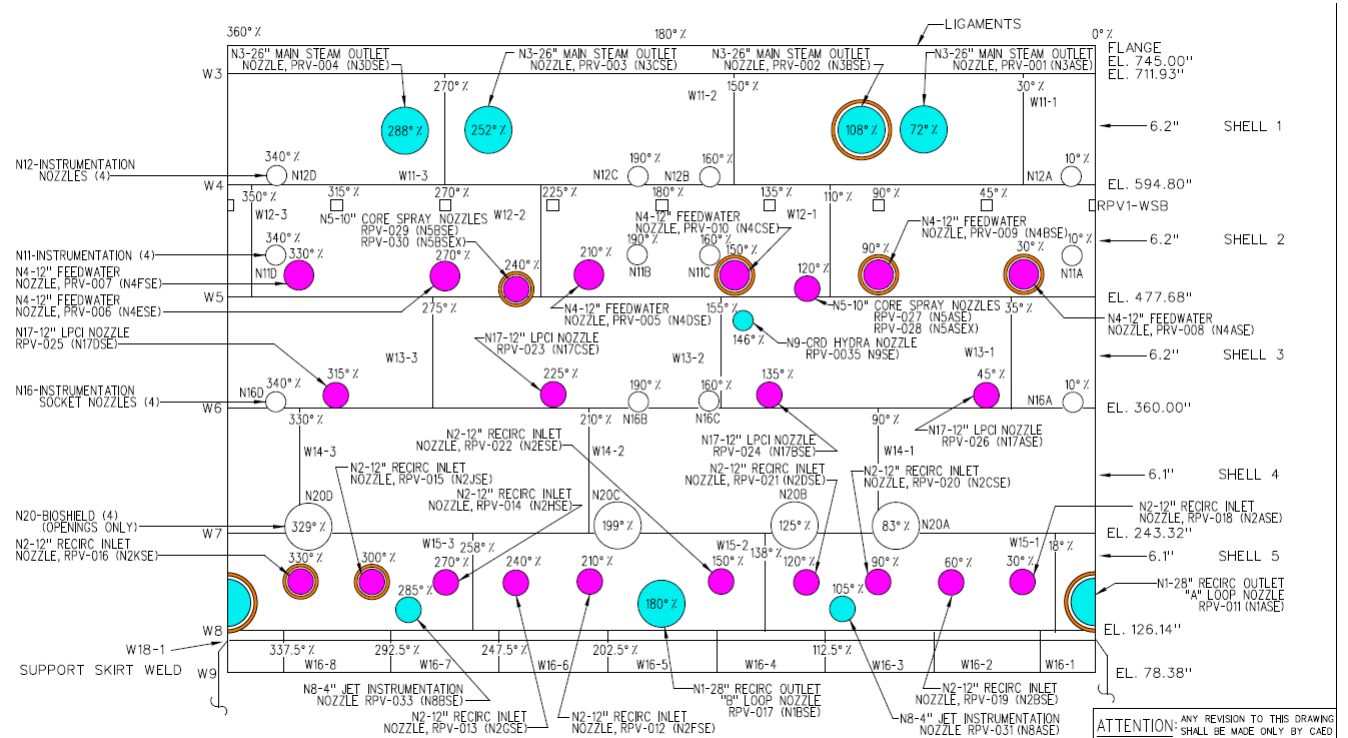 360° ٪
180° ٪
LIGAMENTS
0° ٪
FLANGE
EL. 745.00"
EL. 711.93"
N3-26" MAIN STEAM OUTLET
NOZZLE, PRV-004 (N3DSE)
N3-26" MAIN STEAM OUTLET
NOZZLE, PRV-003 (N3CSE)
N3-26" MAIN STEAM OUTLET
NOZZLE, PRV-002 (N3BSE)
N3-26" MAIN STEAM OUTLET
NOZZLE, PRV-001 (N3ASE)
W3
270° ٪
W11-2
150° ٪
30° ٪
W11-1
288° ٪
252° ٪
108° ٪
72° ٪
6.2"
SHELL 1
N12-INSTRUMENTATION
NOZZLES (4)
340° ٪
N12D
W11-3
190° ٪
N12C
160° ٪
N12B
10° ٪
N12A
W4
EL. 594.80"
350° ٪
315° ٪
270° ٪
225° ٪
180° ٪
135° ٪
110° ٪
90° ٪
45° ٪
RPV1-WSB
W12-3
W12-2
W12-1
N5-10" CORE SPRAY NOZZLES
RPV-029 (N5BSE)
RPV-030 (N5BSEX)
N4-12" FEEDWATER
NOZZLE, PRV-010 (N4CSE)
N4-12" FEEDWATER
NOZZLE, PRV-009 (N4BSE)
6.2"
SHELL 2
N11-INSTRUMENTATION (4)
340° ٪
N11D
330° ٪
270° ٪
240° ٪
210° ٪
190° ٪
N11B
160° ٪
N11C
150° ٪
120° ٪
90° ٪
30° ٪
10° ٪
N11A
N4-12" FEEDWATER
NOZZLE, PRV-007 (N4FSE)
N4-12" FEEDWATER
NOZZLE, PRV-006 (N4ESE)
W5
EL. 477.68"
275° ٪
N4-12" FEEDWATER
NOZZLE, PRV-005 (N4DSE)
155° ٪
N5-10" CORE SPRAY NOZZLES
RPV-027 (N5ASE)
RPV-028 (N5ASEX)
35° ٪
N4-12" FEEDWATER
NOZZLE, PRV-008 (N4ASE)
N17-12" LPCI NOZZLE
RPV-025 (N17DSE)
W13-3
N17-12" LPCI NOZZLE
RPV-023 (N17CSE)
W13-2
146° ٪
N9-CRD HYDRA NOZZLE
RPV-0035 N9SE)
W13-1
6.2"
SHELL 3
N16-INSTRUMENTATION
SOCKET NOZZLES (4)
340° ٪
N16D
315° ٪
225° ٪
190° ٪
N16B
160° ٪
N16C
135° ٪
45° ٪
10° ٪
N16A
W6
EL. 360.00"
330° ٪
210° ٪
90° ٪
W14-3
N2-12" RECIRC INLET
NOZZLE, RPV-022 (N2ESE)
W14-2
N17-12" LPCI NOZZLE
RPV-024 (N17BSE)
W14-1
N17-12" LPCI NOZZLE
RPV-026 (N17ASE)
N2-12" RECIRC INLET
NOZZLE, RPV-015 (N2JSE)
N2-12" RECIRC INLET
NOZZLE, RPV-014 (N2HSE)
N2-12" RECIRC INLET
NOZZLE, RPV-021 (N2DSE)
N2-12" RECIRC INLET
NOZZLE, RPV-020 (N2CSE)
6.1"
SHELL 4
N20-BIOSHIELD (4)
(OPENINGS ONLY)
N20D
329° ٪
N20C
199° ٪
N20B
125° ٪
83° ٪
N20A
N2-12" RECIRC INLET
NOZZLE, RPV-018 (N2ASE)
W7
EL. 243.32"
N2-12" RECIRC INLET
NOZZLE, RPV-016 (N2KSE)
W15-3
258° ٪
W15-2
138° ٪
W15-1
18° ٪
6.1"
SHELL 5
330° ٪
300° ٪
270° ٪
240° ٪
210° ٪
150° ٪
120° ٪
90° ٪
60° ٪
30° ٪
285° ٪
180° ٪
105° ٪
N1-28" RECIRC OUTLET
"A" LOOP NOZZLE
RPV-011 (N1ASE)
W8
EL. 126.14"
W18-1
337.5° ٪
292.5° ٪
247.5° ٪
202.5° ٪
112.5° ٪
SUPPORT SKIRT WELD
W9
W16-8
W16-7
W16-6
W16-5
W16-4
W16-3
W16-2
W16-1
EL. 78.38"
N8-4" JET INSTRUMENTATION
NOZZLE RPV-033 (N8BSE)
N2-12" RECIRC INLET
NOZZLE, RPV-013 (N2GSE)
N2-12" RECIRC INLET
NOZZLE, RPV-012 (N2FSE)
N1-28" RECIRC OUTLET
"B" LOOP NOZZLE
RPV-017 (N1BSE)
N8-4" JET INSTRUMENTATION
NOZZLE RPV-031 (N8ASE)
N2-12" RECIRC INLET
NOZZLE, RPV-019 (N2BSE)
ATTENTION: ANY REVISION TO THIS DRAWING
SHALL BE MADE ONLY BY CAED